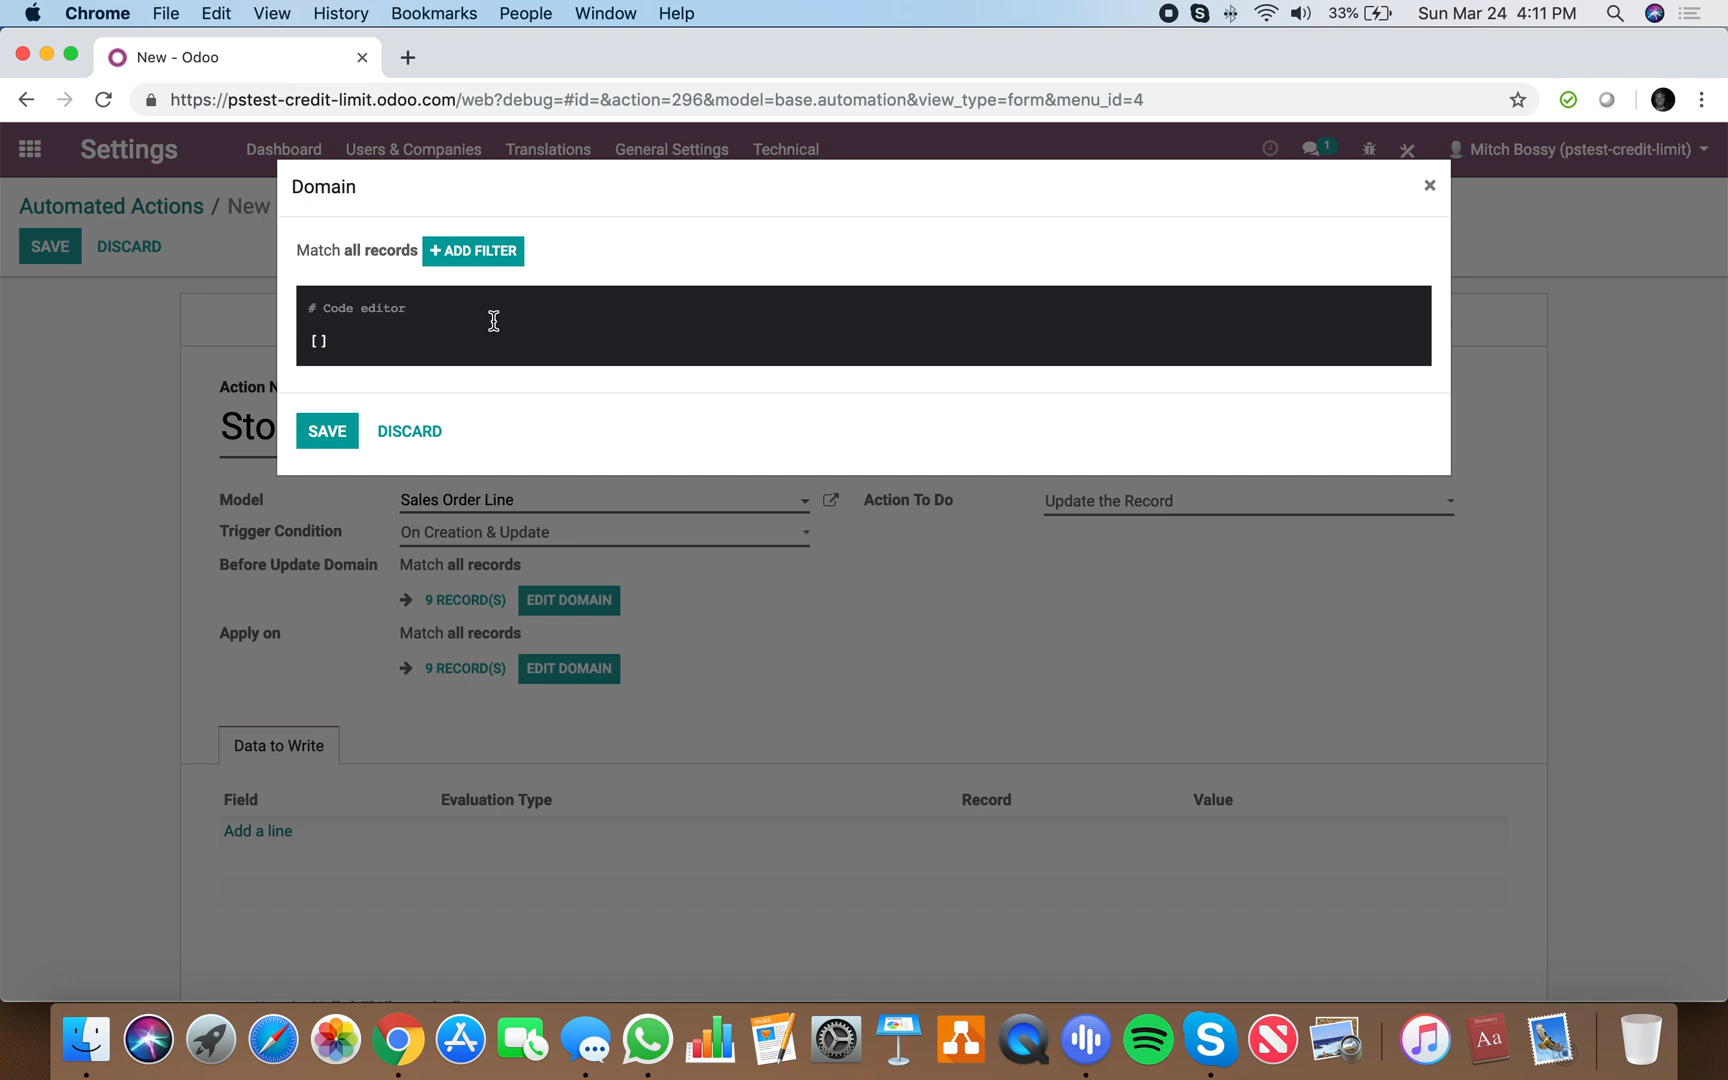 Chrome File Edit View History Bookmarks People Window Help 33% Sun Mar 24 4:11 PM
New - Odoo
https://pstest-credit-limit.odoo.com/web?debug=#id=&action=296&model=base.automation&view_type=form&menu_id=4
Settings Dashboard Users & Companies Translations General Settings Technical 1 Mitch Bossy (pstest-credit-limit)
Domain
Automated Actions / New
SAVE DISCARD
Match all records + ADD FILTER
# Code editor
[]
Action N
Sto
SAVE DISCARD
Model Sales Order Line Action To Do Update the Record
Trigger Condition On Creation & Update
Before Update Domain Match all records
9 RECORD(S) EDIT DOMAIN
Apply on Match all records
9 RECORD(S) EDIT DOMAIN
Data to Write
Field Evaluation Type Record Value
Add a line
Aa